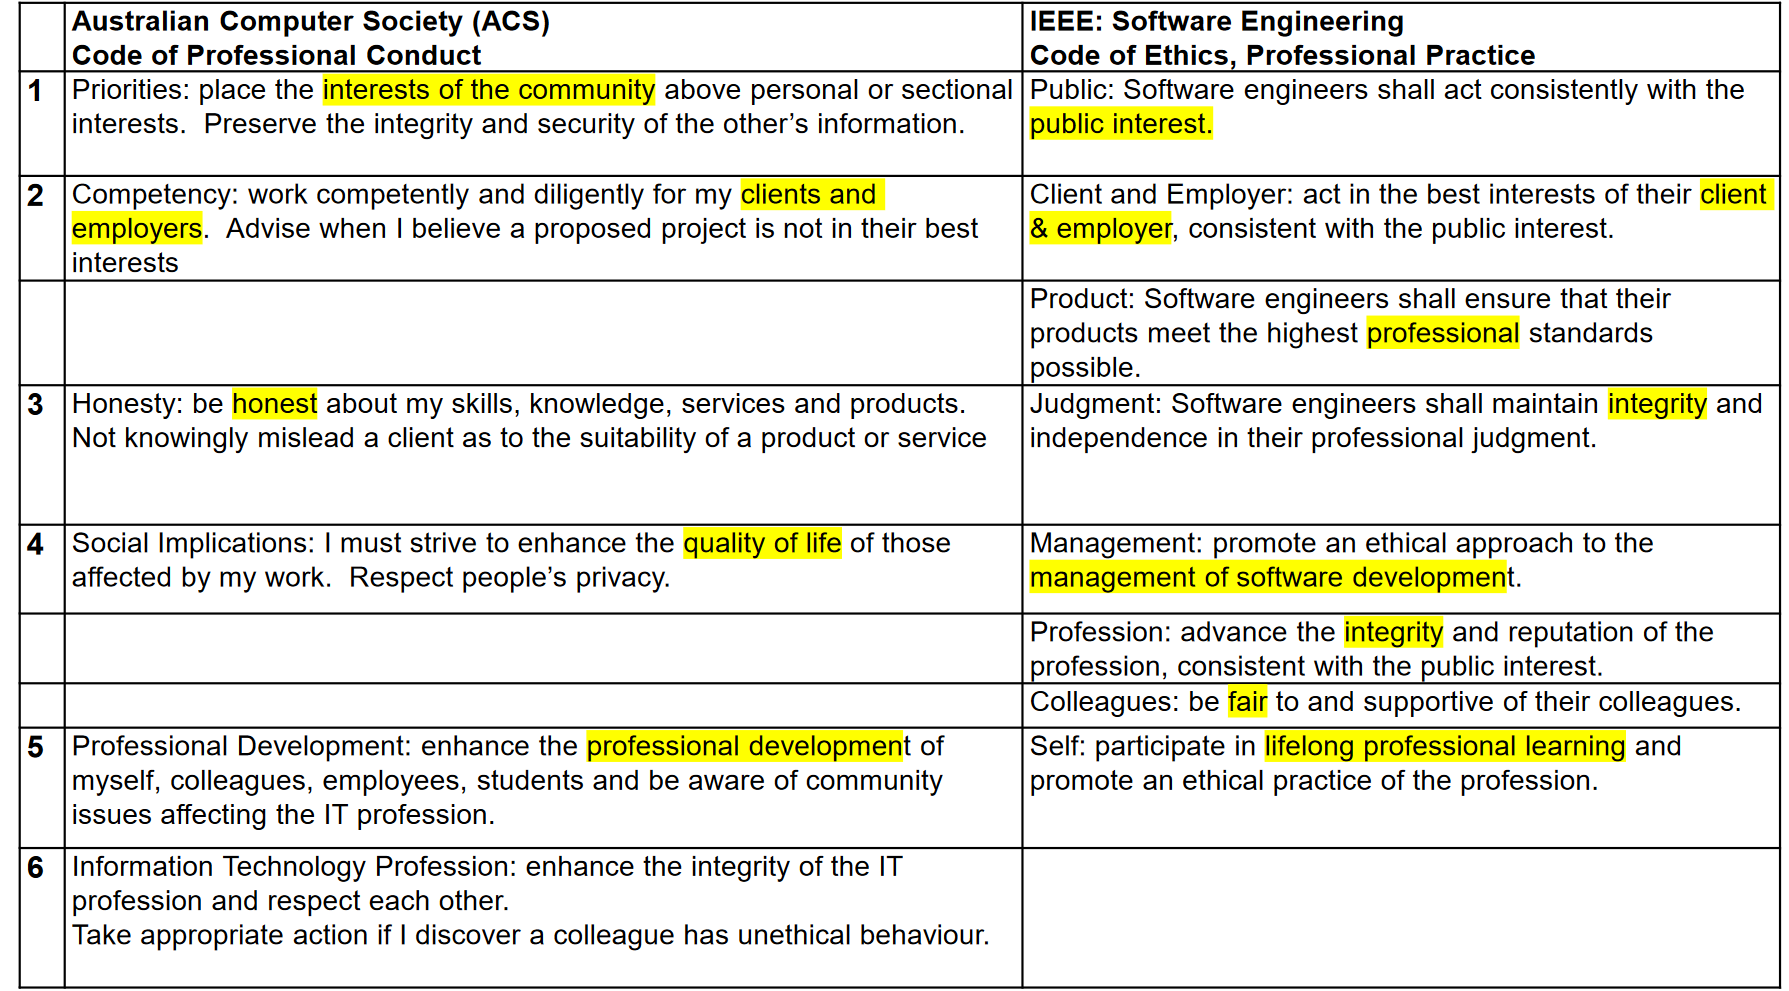 Australian Computer Society (ACS)
Code of Professional Conduct
IEEE: Software Engineering
Code of Ethics, Professional Practice
1
Priorities: place the interests of the community above personal or sectional
interests.  Preserve the integrity and security of the other’s information.
Public: Software engineers shall act consistently with the
public interest.
2
Competency: work competently and diligently for my clients and
employers.  Advise when I believe a proposed project is not in their best
interests
Client and Employer: act in the best interests of their client
& employer, consistent with the public interest.
Product: Software engineers shall ensure that their
products meet the highest professional standards
possible.
3
Honesty: be honest about my skills, knowledge, services and products.
Not knowingly mislead a client as to the suitability of a product or service
Judgment: Software engineers shall maintain integrity and
independence in their professional judgment.
4
Social Implications: I must strive to enhance the quality of life of those
affected by my work.  Respect people’s privacy.
Management: promote an ethical approach to the
management of software development.
Profession: advance the integrity and reputation of the
profession, consistent with the public interest.
Colleagues: be fair to and supportive of their colleagues.
5
Professional Development: enhance the professional development of
myself, colleagues, employees, students and be aware of community
issues affecting the IT profession.
Self: participate in lifelong professional learning and
promote an ethical practice of the profession.
6
Information Technology Profession: enhance the integrity of the IT
profession and respect each other.
Take appropriate action if I discover a colleague has unethical behaviour.